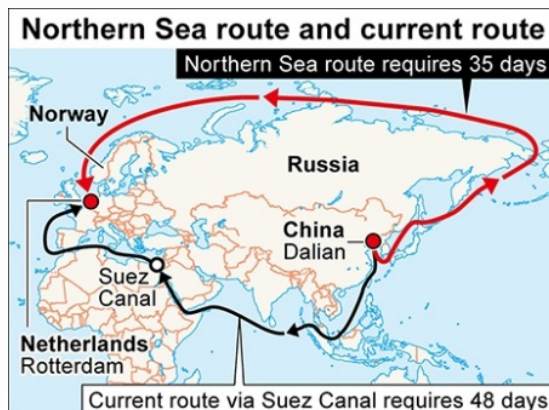 Northern Sea route and current route
Northern Sea route requires 35 days
Norway
Russia
China
Dalian
Suez
Canal
Netherlands
Rotterdam
Current route via Suez Canal requires 48 days